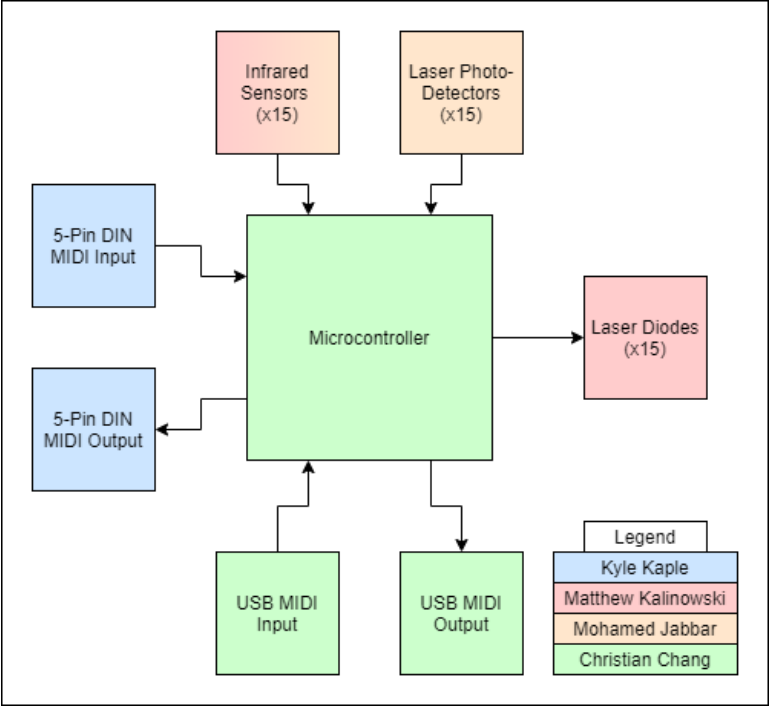 Infrared
Sensors
(x15)
Laser Photo-
Detectors
(x15)
5-Pin DIN
MIDI Input
Microcontroller
Laser Diodes
(x15)
5-Pin DIN
MIDI Output
USB MIDI
Input
USB MIDI
Output
Legend
Kyle Kaple
Matthew Kalinowski
Mohamed Jabbar
Christian Chang